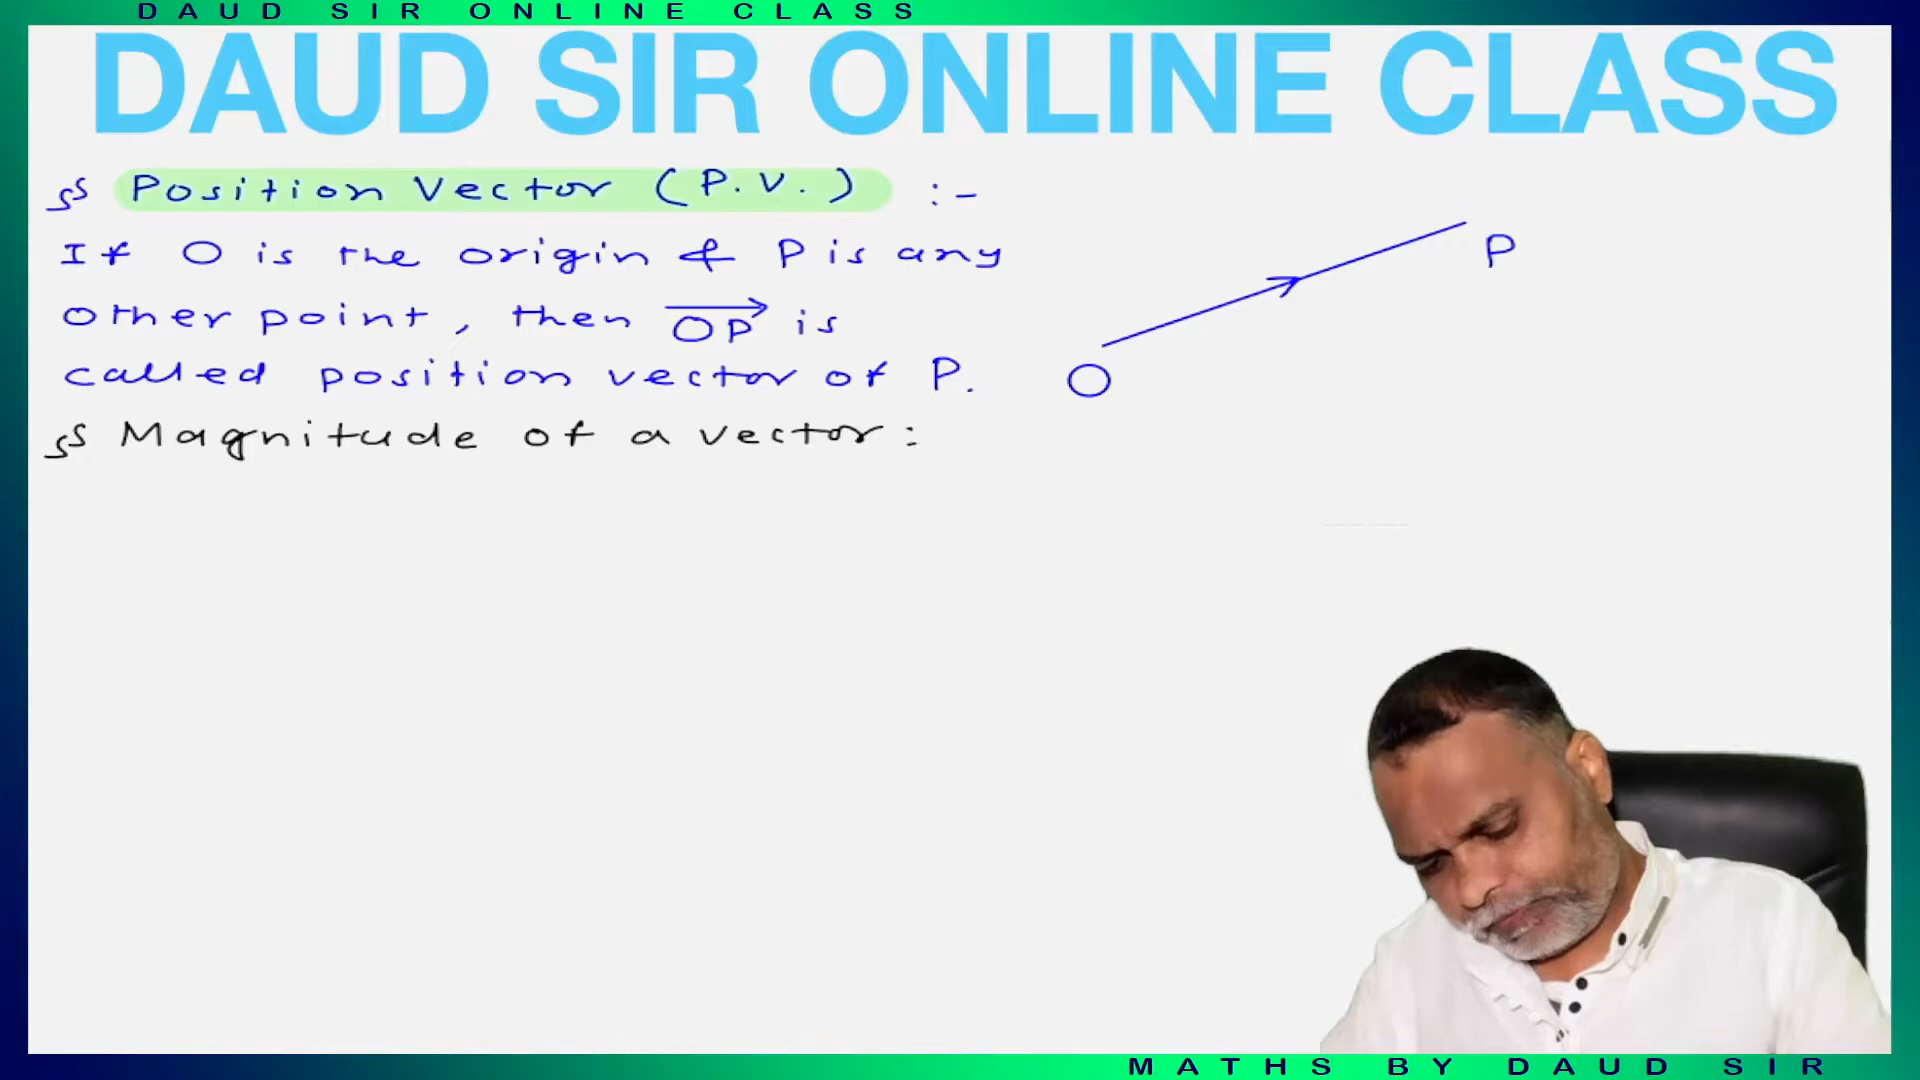 DAUD SIR ONLINE CLASS
DAUD SIR ONLINE CLASS
§ Position Vector (P.V.) :-
If O is the origin & P is any
other point, then \overrightarrow{OP} is
called position vector of P.
§ Magnitude of a vector:
P
O
MATHS BY DAUD SIR